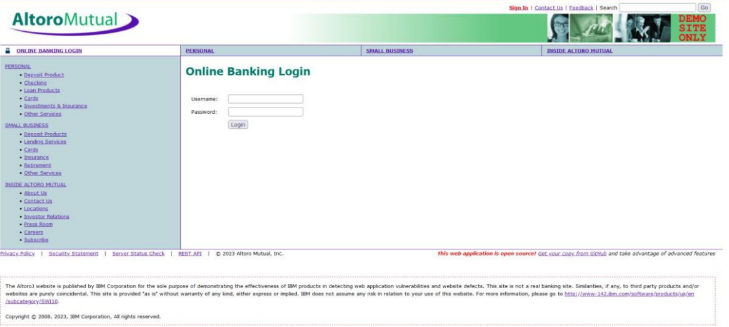 Sign In | Contact Us | Feedback | Search Go
AltoroMutual
DEMO
SITE
ONLY
ONLINE BANKING LOGIN
PERSONAL
SMALL BUSINESS
INSIDE ALTORO MUTUAL
PERSONAL
• Deposit Product
• Checking
• Loan Products
• Cards
• Investments & Insurance
• Other Services
SMALL BUSINESS
• Deposit Products
• Lending Services
• Cards
• Insurance
• Retirement
• Other Services
INSIDE ALTORO MUTUAL
• About Us
• Contact Us
• Locations
• Investor Relations
• Press Room
• Careers
• Subscribe
Online Banking Login
Username:
Password:
Login
Privacy Policy | Security Statement | Server Status Check | REST API | © 2023 Altoro Mutual, Inc.
This web application is open source! Get your copy from GitHub and take advantage of advanced features
The AltoroJ website is published by IBM Corporation for the sole purpose of demonstrating the effectiveness of IBM products in detecting web application vulnerabilities and website defects. This site is not a real banking site. Similarities, if any, to third party products and/or
websites are purely coincidental. This site is provided "as is" without warranty of any kind, either express or implied. IBM does not assume any risk in relation to your use of this website. For more information, please go to http://www-142.ibm.com/software/products/us/en
/subcategory/SWI10.
Copyright © 2008, 2023, IBM Corporation, All rights reserved.